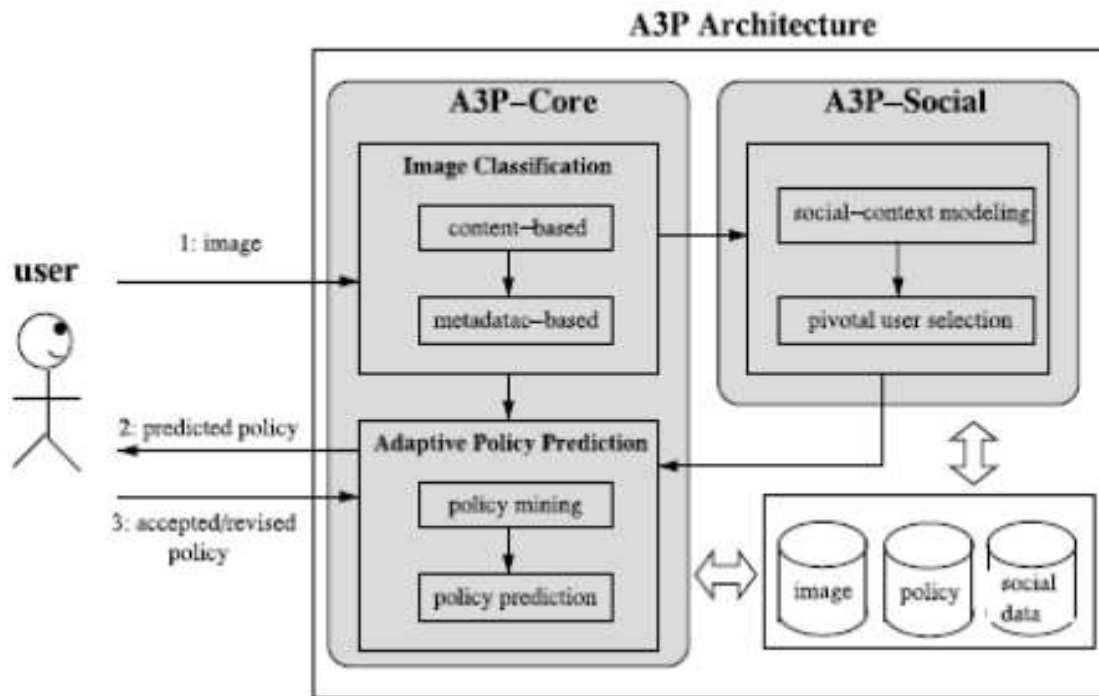 A3P Architecture
A3P–Core
A3P–Social
Image Classification
content–based
metadatac–based
social–context modeling
pivotal user selection
1: image
user
2: predicted policy
3: accepted/revised
policy
Adaptive Policy Prediction
policy mining
policy prediction
image
policy
social
data